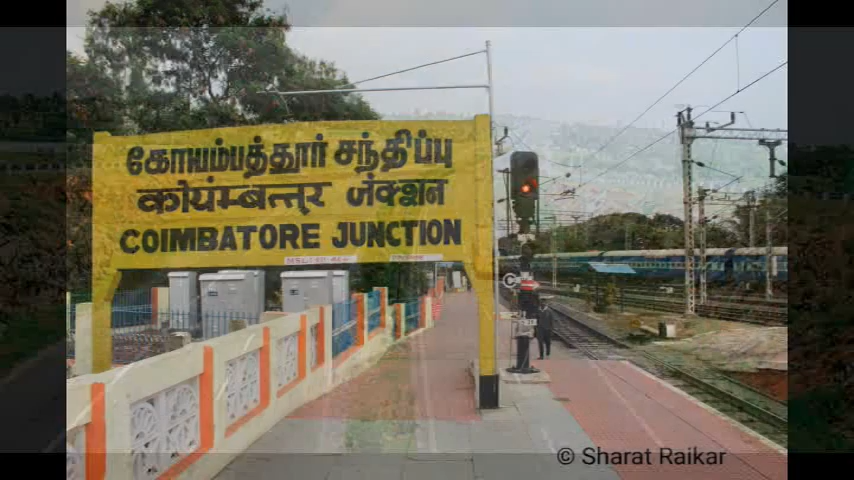 கோயம்பத்தூர் சந்திப்பு
कोयंम्बत्तूर जंक्शन
COIMBATORE JUNCTION
C
© Sharat Raikar